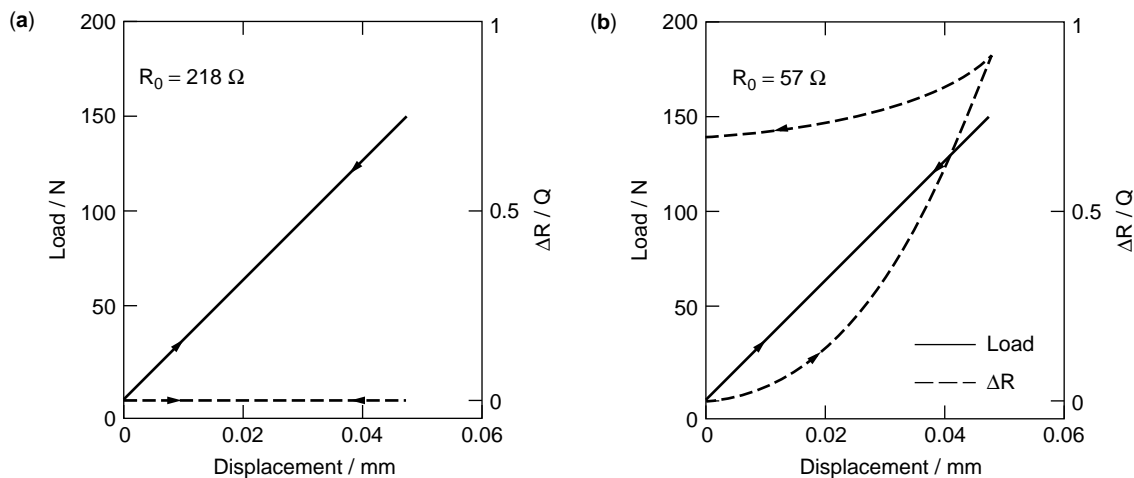 (a)
200
150
100
50
0
Load / N
R0 = 218 Ω
1
0.5
0
ΔR / Q
0
0.02
0.04
0.06
Displacement / mm
(b)
200
150
100
50
0
Load / N
R0 = 57 Ω
Load
ΔR
1
0.5
0
ΔR / Q
0
0.02
0.04
0.06
Displacement / mm